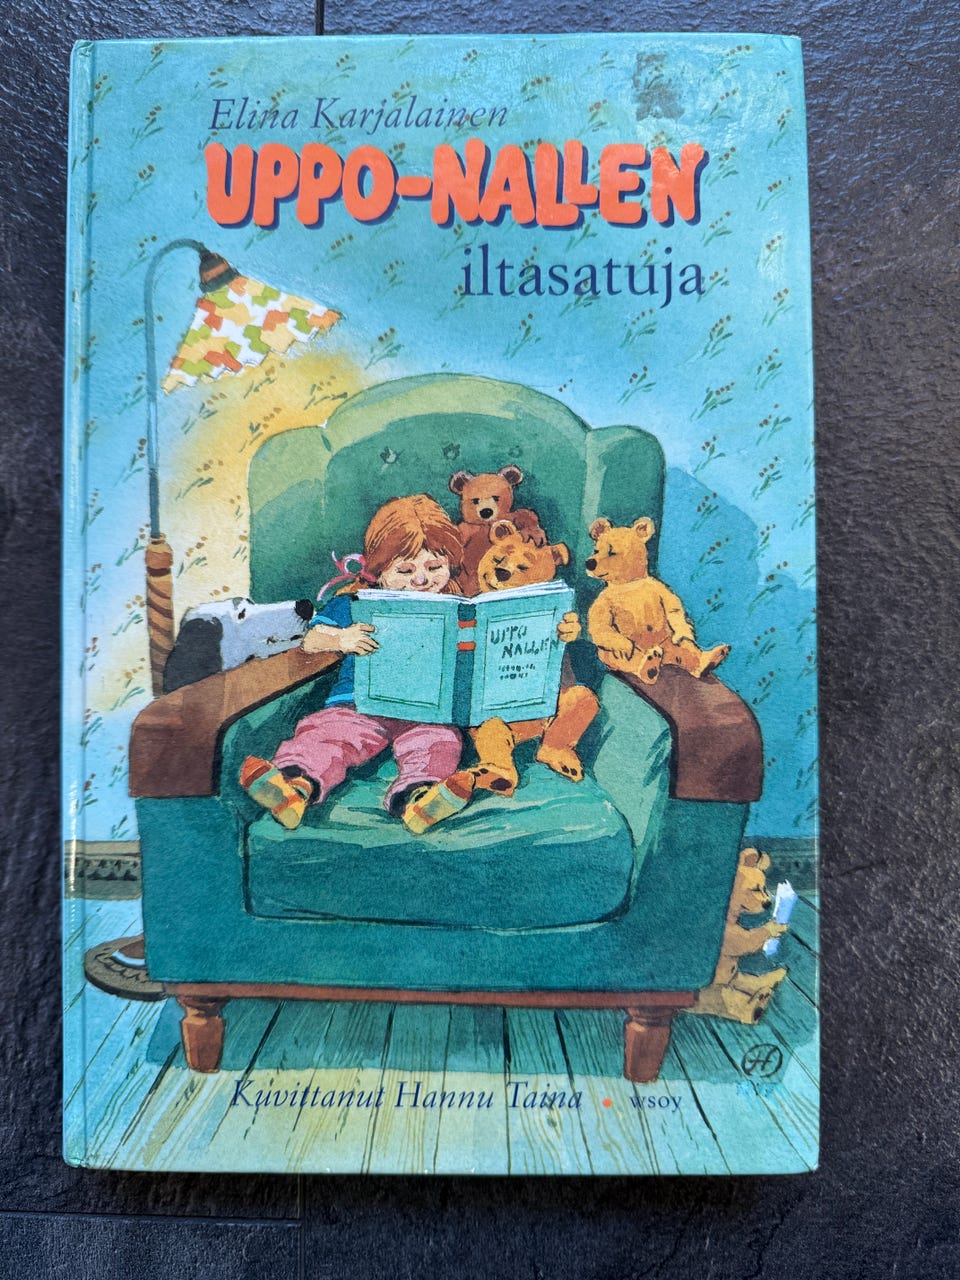 Elina Karjalainen
UPPO-NALLEN
iltasatuja
UPPO
NALLEN
Kuvittanut Hannu Taina • WSOY